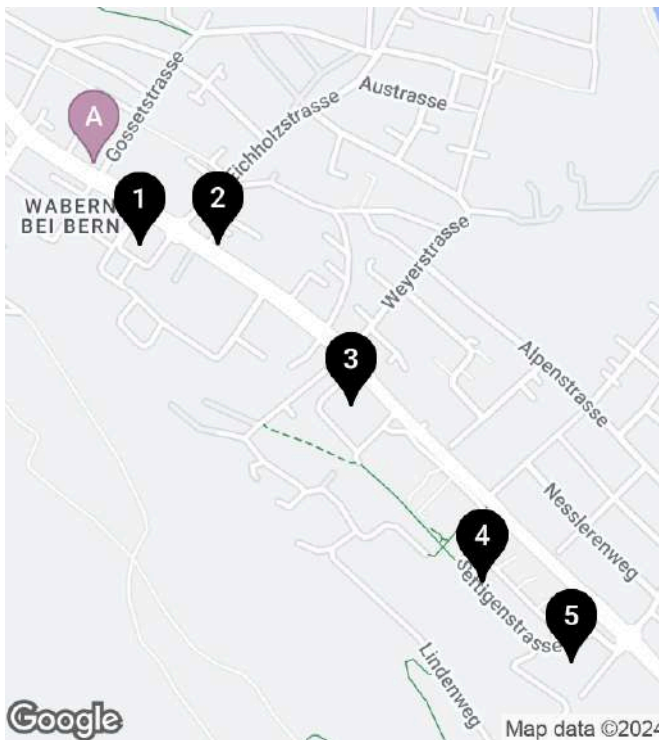 Gossetstrasse
Austrasse
Eichholzstrasse
A
1
2
WABERN
BEI BERN
Weyerstrasse
3
Alpenstrasse
Nesslerenweg
4
Seftigenstrasse
5
Lindenweg
Google
Map data ©2024